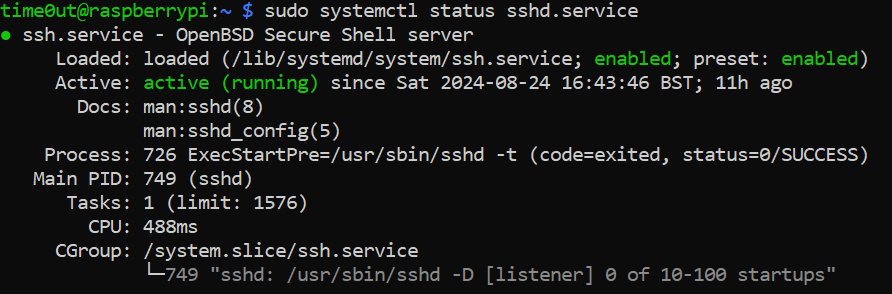 time0ut@raspberrypi:~ $ sudo systemctl status sshd.service
● ssh.service - OpenBSD Secure Shell server
     Loaded: loaded (/lib/systemd/system/ssh.service; enabled; preset: enabled)
     Active: active (running) since Sat 2024-08-24 16:43:46 BST; 11h ago
       Docs: man:sshd(8)
             man:sshd_config(5)
    Process: 726 ExecStartPre=/usr/sbin/sshd -t (code=exited, status=0/SUCCESS)
   Main PID: 749 (sshd)
      Tasks: 1 (limit: 1576)
        CPU: 488ms
     CGroup: /system.slice/ssh.service
             └─749 "sshd: /usr/sbin/sshd -D [listener] 0 of 10-100 startups"